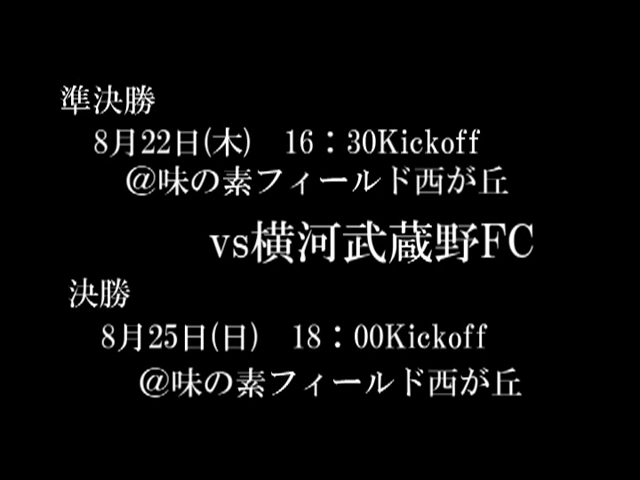 準決勝
8月22日(木)　16：30Kickoff
＠味の素フィールド西が丘
vs横河武蔵野FC
決勝
8月25日(日)　18：00Kickoff
＠味の素フィールド西が丘